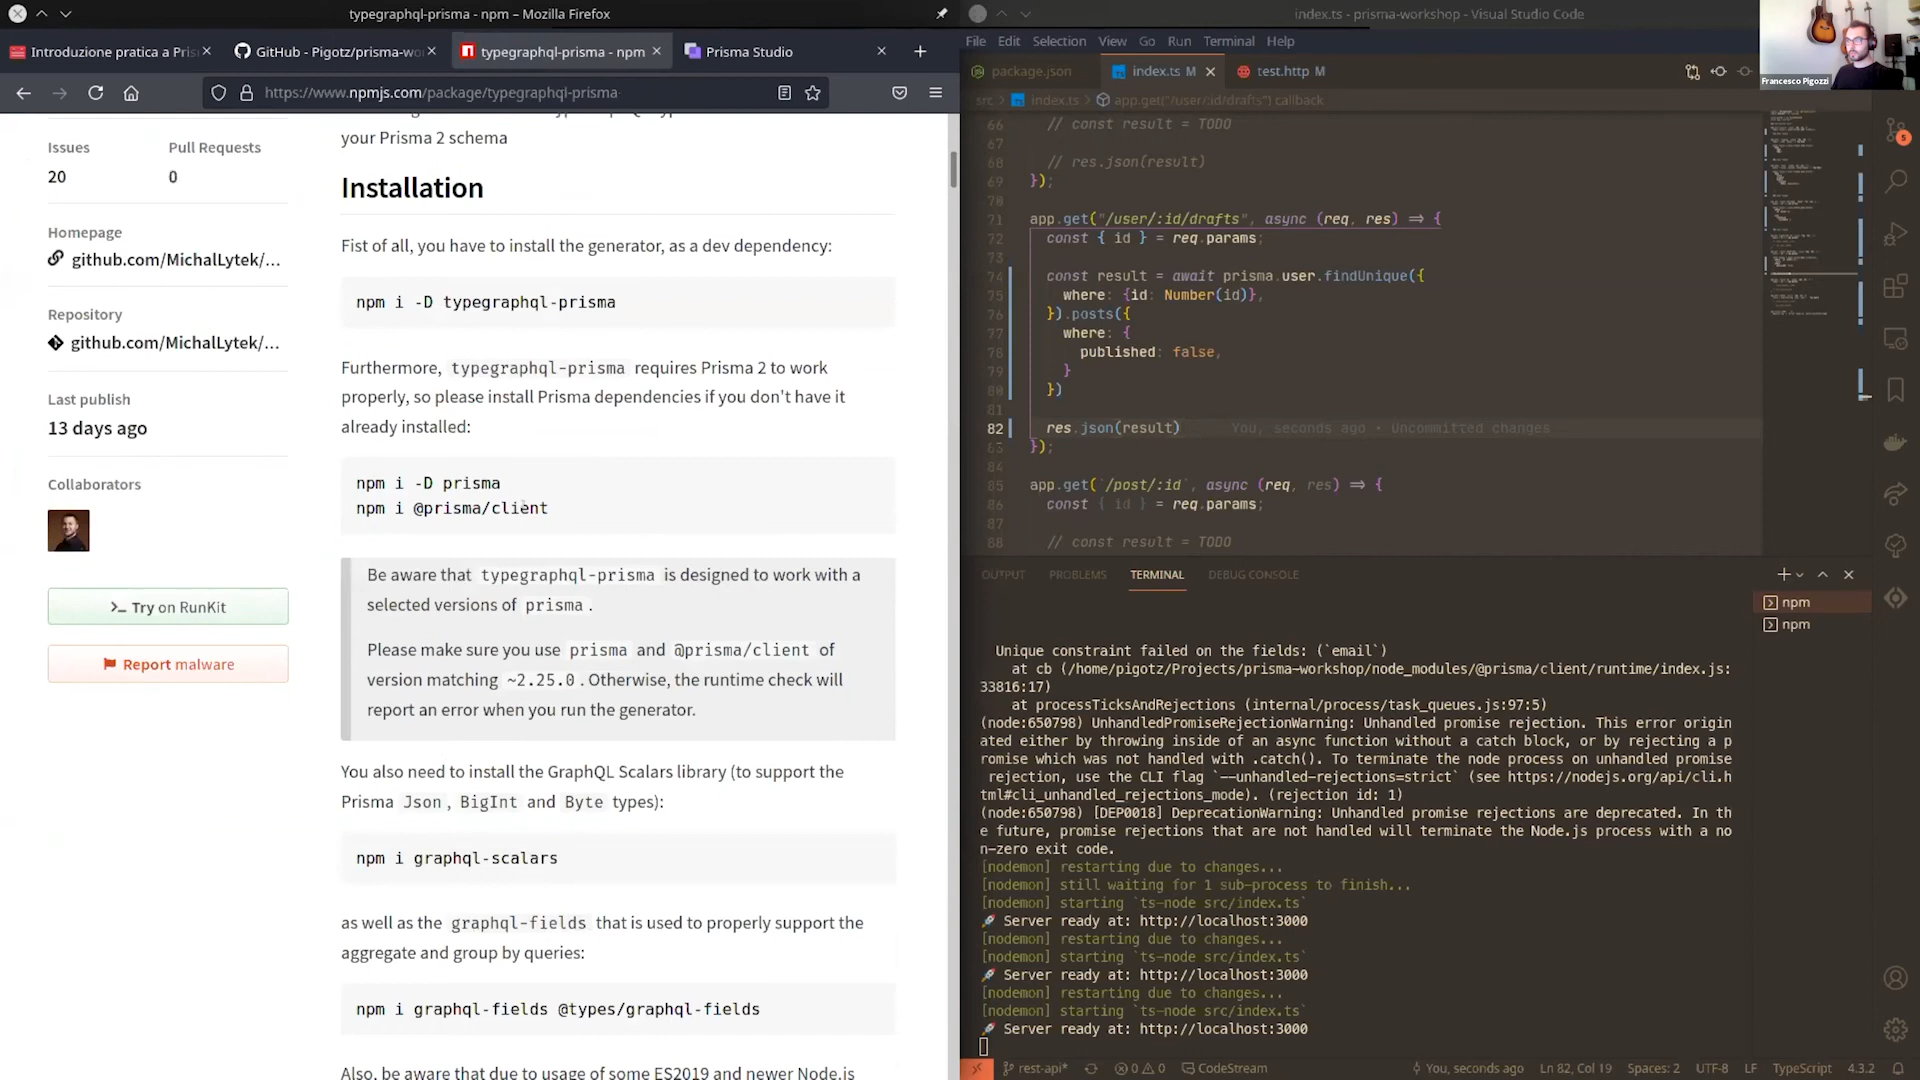 typegraphql-prisma - npm – Mozilla Firefox
Introduzione pratica a Pris
GitHub - Pigotz/prisma-wo
typegraphql-prisma - npm
Prisma Studio
https://www.npmjs.com/package/typegraphql-prisma
Issues
20
Pull Requests
0
Homepage
github.com/MichalLytek/...
Repository
github.com/MichalLytek/...
Last publish
13 days ago
Collaborators
>_ Try on RunKit
Report malware
your Prisma 2 schema
Installation
Fist of all, you have to install the generator, as a dev dependency:
npm i -D typegraphql-prisma
Furthermore, typegraphql-prisma requires Prisma 2 to work
properly, so please install Prisma dependencies if you don't have it
already installed:
npm i -D prisma
npm i @prisma/client
Be aware that typegraphql-prisma is designed to work with a
selected versions of prisma.
Please make sure you use prisma and @prisma/client of
version matching ~2.25.0. Otherwise, the runtime check will
report an error when you run the generator.
You also need to install the GraphQL Scalars library (to support the
Prisma Json, BigInt and Byte types):
npm i graphql-scalars
as well as the graphql-fields that is used to properly support the
aggregate and group by queries:
npm i graphql-fields @types/graphql-fields
Also, be aware that due to usage of some ES2019 and newer Node.js
index.ts - prisma-workshop - Visual Studio Code
File Edit Selection View Go Run Terminal Help
Francesco Pigozzi
package.json
index.ts M
test.http M
src > index.ts > app.get("/user/:id/drafts") callback
66 // const result = TODO
67
68 // res.json(result)
69 });
70
71 app.get("/user/:id/drafts", async (req, res) => {
72 const { id } = req.params;
73
74 const result = await prisma.user.findUnique({
75 where: {id: Number(id)},
76 }).posts({
77 where: {
78 published: false,
79 }
80 })
81
82 res.json(result) You, seconds ago • Uncommitted changes
83 });
84
85 app.get(`/post/:id`, async (req, res) => {
86 const { id } = req.params;
87
88 // const result = TODO
OUTPUT PROBLEMS TERMINAL DEBUG CONSOLE
npm
npm
5
Unique constraint failed on the fields: (`email`)
at cb (/home/pigotz/Projects/prisma-workshop/node_modules/@prisma/client/runtime/index.js:
33816:17)
at processTicksAndRejections (internal/process/task_queues.js:97:5)
(node:650798) UnhandledPromiseRejectionWarning: Unhandled promise rejection. This error origin
ated either by throwing inside of an async function without a catch block, or by rejecting a p
romise which was not handled with .catch(). To terminate the node process on unhandled promise
rejection, use the CLI flag `--unhandled-rejections=strict` (see https://nodejs.org/api/cli.h
tml#cli_unhandled_rejections_mode). (rejection id: 1)
(node:650798) [DEP0018] DeprecationWarning: Unhandled promise rejections are deprecated. In th
e future, promise rejections that are not handled will terminate the Node.js process with a no
n-zero exit code.
[nodemon] restarting due to changes...
[nodemon] still waiting for 1 sub-process to finish...
[nodemon] starting `ts-node src/index.ts`
🚀 Server ready at: http://localhost:3000
[nodemon] restarting due to changes...
[nodemon] starting `ts-node src/index.ts`
🚀 Server ready at: http://localhost:3000
[nodemon] restarting due to changes...
[nodemon] starting `ts-node src/index.ts`
🚀 Server ready at: http://localhost:3000
rest-api* 0 0 CodeStream You, seconds ago Ln 82, Col 19 Spaces: 2 UTF-8 LF TypeScript 4.3.2